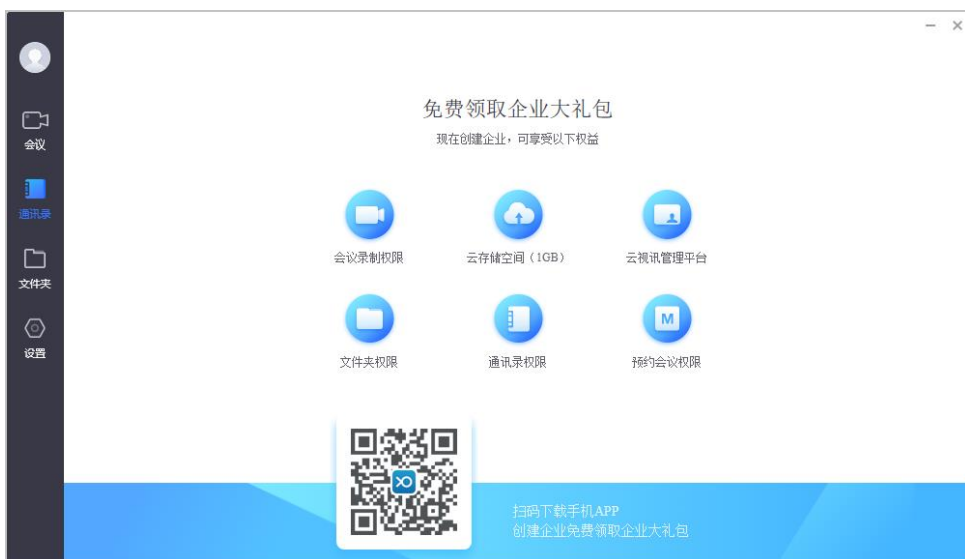 免费领取企业大礼包
现在创建企业，可享受以下权益
会议
通讯录
文件夹
设置
会议录制权限
云存储空间（1GB）
云视讯管理平台
文件夹权限
通讯录权限
M
预约会议权限
扫码下载手机APP
创建企业免费领取企业大礼包